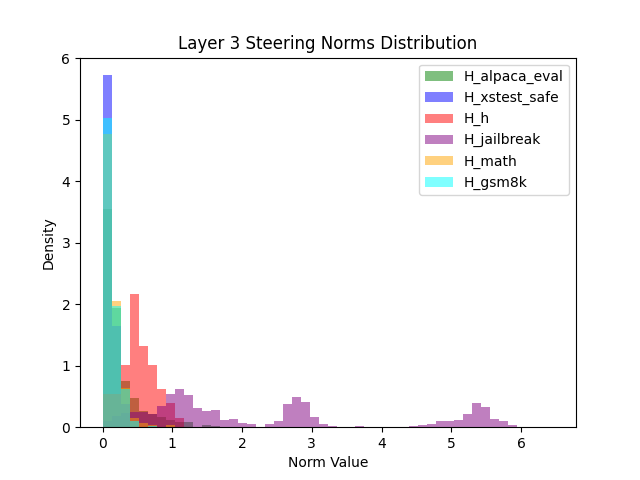 Layer 3 Steering Norms Distribution
6
5
4
3
2
1
0
Density
0 1 2 3 4 5 6
Norm Value
H_alpaca_eval
H_xstest_safe
H_h
H_jailbreak
H_math
H_gsm8k